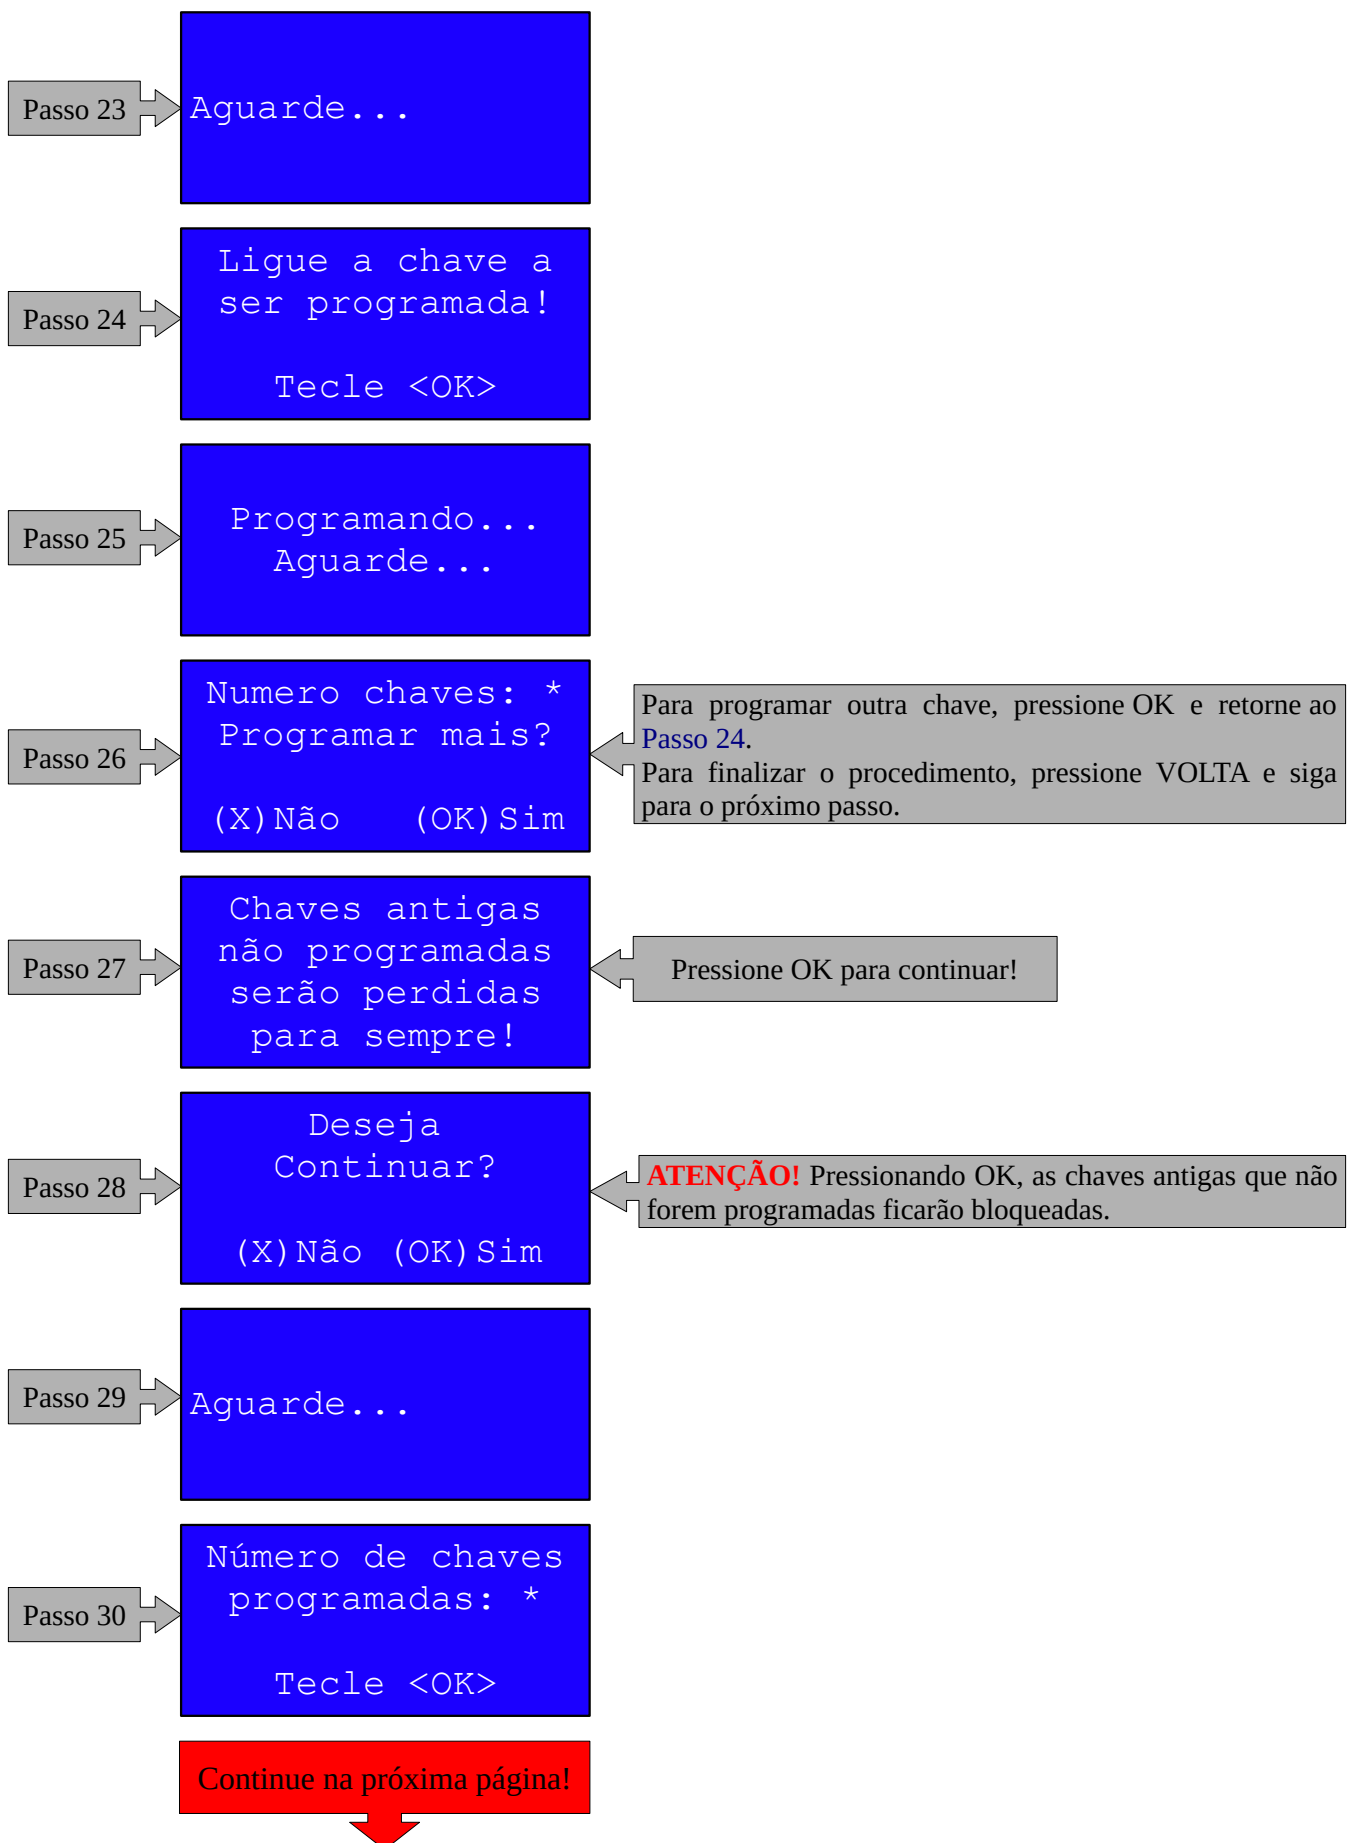 Passo 23
Aguarde...
Passo 24
Ligue a chave a
ser programada!
Tecle <OK>
Passo 25
Programando...
Aguarde...
Passo 26
Numero chaves: *
Programar mais?
(X)Não (OK)Sim
Para programar outra chave, pressione OK e retorne ao
Passo 24.
Para finalizar o procedimento, pressione VOLTA e siga
para o próximo passo.
Passo 27
Chaves antigas
não programadas
serão perdidas
para sempre!
Pressione OK para continuar!
Passo 28
Deseja
Continuar?
(X)Não (OK)Sim
ATENÇÃO! Pressionando OK, as chaves antigas que não
forem programadas ficarão bloqueadas.
Passo 29
Aguarde...
Passo 30
Número de chaves
programadas: *
Tecle <OK>
Continue na próxima página!